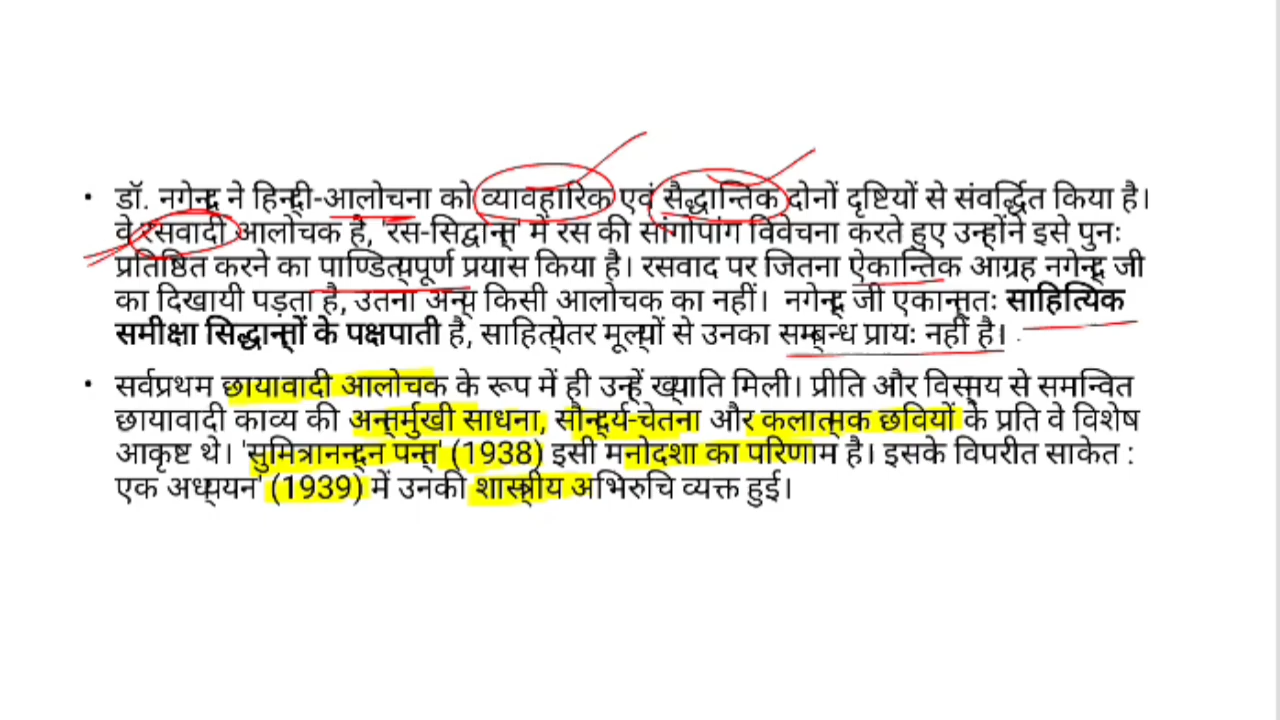 • डॉ. नगेन्द्र ने हिन्दी-आलोचना को व्यावहारिक एवं सैद्धान्तिक दोनों दृष्टियों से संवर्द्धित किया है।
वे रसवादी आलोचक है, 'रस-सिद्वान्त' में रस की सांगोपांग विवेचना करते हुए उन्होंने इसे पुनः
प्रतिष्ठित करने का पाण्डित्यपूर्ण प्रयास किया है। रसवाद पर जितना ऐकान्तिक आग्रह नगेन्द्र जी
का दिखायी पड़ता है, उतना अन्य किसी आलोचक का नहीं। नगेन्द्र जी एकान्ततः साहित्यिक
समीक्षा सिद्धान्तों के पक्षपाती है, साहित्येतर मूल्यों से उनका सम्बन्ध प्रायः नहीं है।
• सर्वप्रथम छायावादी आलोचक के रूप में ही उन्हें ख्याति मिली। प्रीति और विस्मय से समन्वित
छायावादी काव्य की अन्तर्मुखी साधना, सौन्दर्य-चेतना और कलात्मक छवियों के प्रति वे विशेष
आकृष्ट थे। 'सुमित्रानन्दन पन्त' (1938) इसी मनोदशा का परिणाम है। इसके विपरीत साकेत :
एक अध्ययन' (1939) में उनकी शास्त्रीय अभिरुचि व्यक्त हुई।